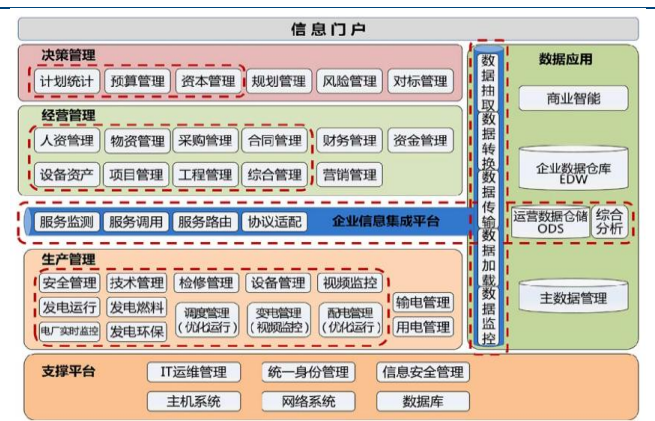 信息门户
决策管理
计划统计 预算管理 资本管理 规划管理 风险管理 对标管理
经营管理
人资管理 物资管理 采购管理 合同管理 财务管理 资金管理
设备资产 项目管理 工程管理 综合管理 营销管理
服务监测 服务调用 服务路由 协议适配 企业信息集成平台
生产管理
安全管理 技术管理 检修管理 设备管理 视频监控
发电运行 发电燃料
电厂实时监控 发电环保
调度管理
(优化运行)
变电管理
(视频监控)
配电管理
(优化运行)
输电管理
用电管理
数据抽取数据转换数据传输数据加载数据监控
数据应用
商业智能
企业数据仓库
EDW
运营数据仓储
ODS
综合
分析
主数据管理
支撑平台
IT运维管理 统一身份管理 信息安全管理
主机系统 网络系统 数据库